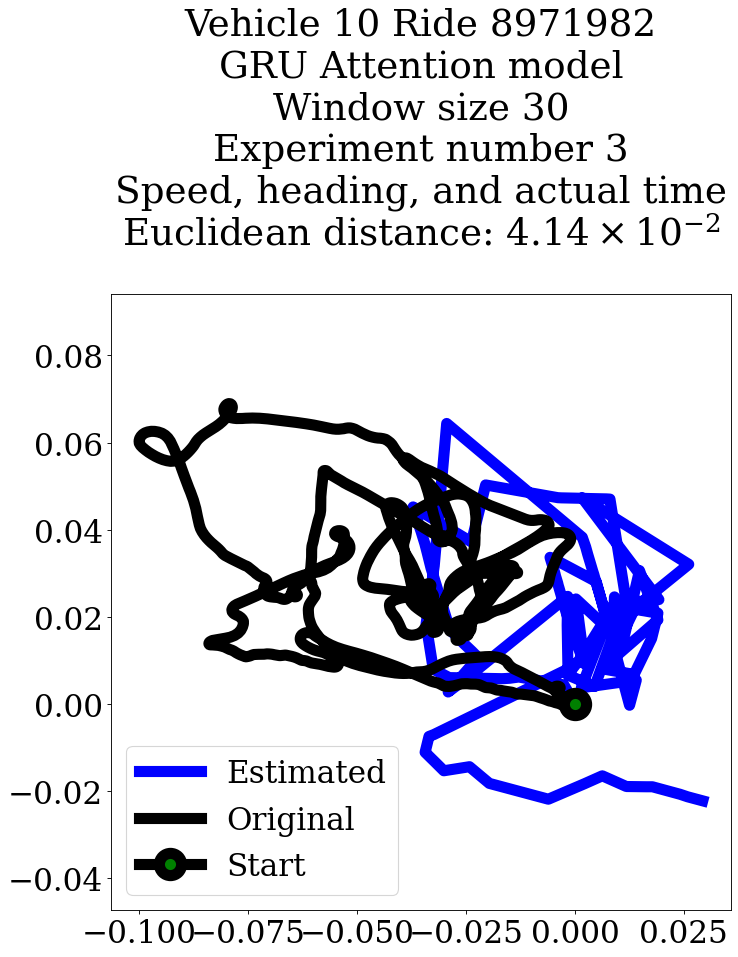 Vehicle 10 Ride 8971982
GRU Attention model
Window size 30
Experiment number 3
Speed, heading, and actual time
Euclidean distance: 4.14 × 10⁻²
0.08
0.06
0.04
0.02
0.00
−0.02
−0.04
Estimated
Original
Start
−0.100 −0.075 −0.050 −0.025 0.000 0.025